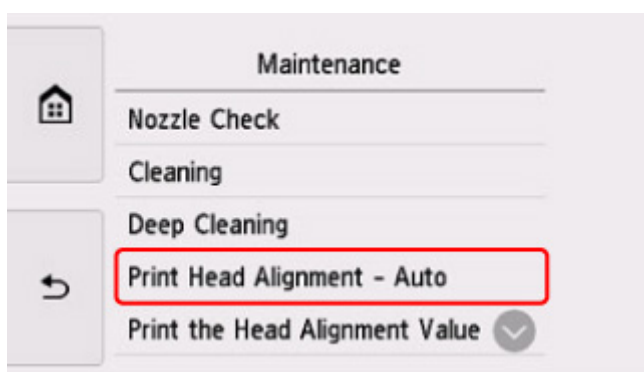 Maintenance
Nozzle Check
Cleaning
Deep Cleaning
Print Head Alignment - Auto
Print the Head Alignment Value